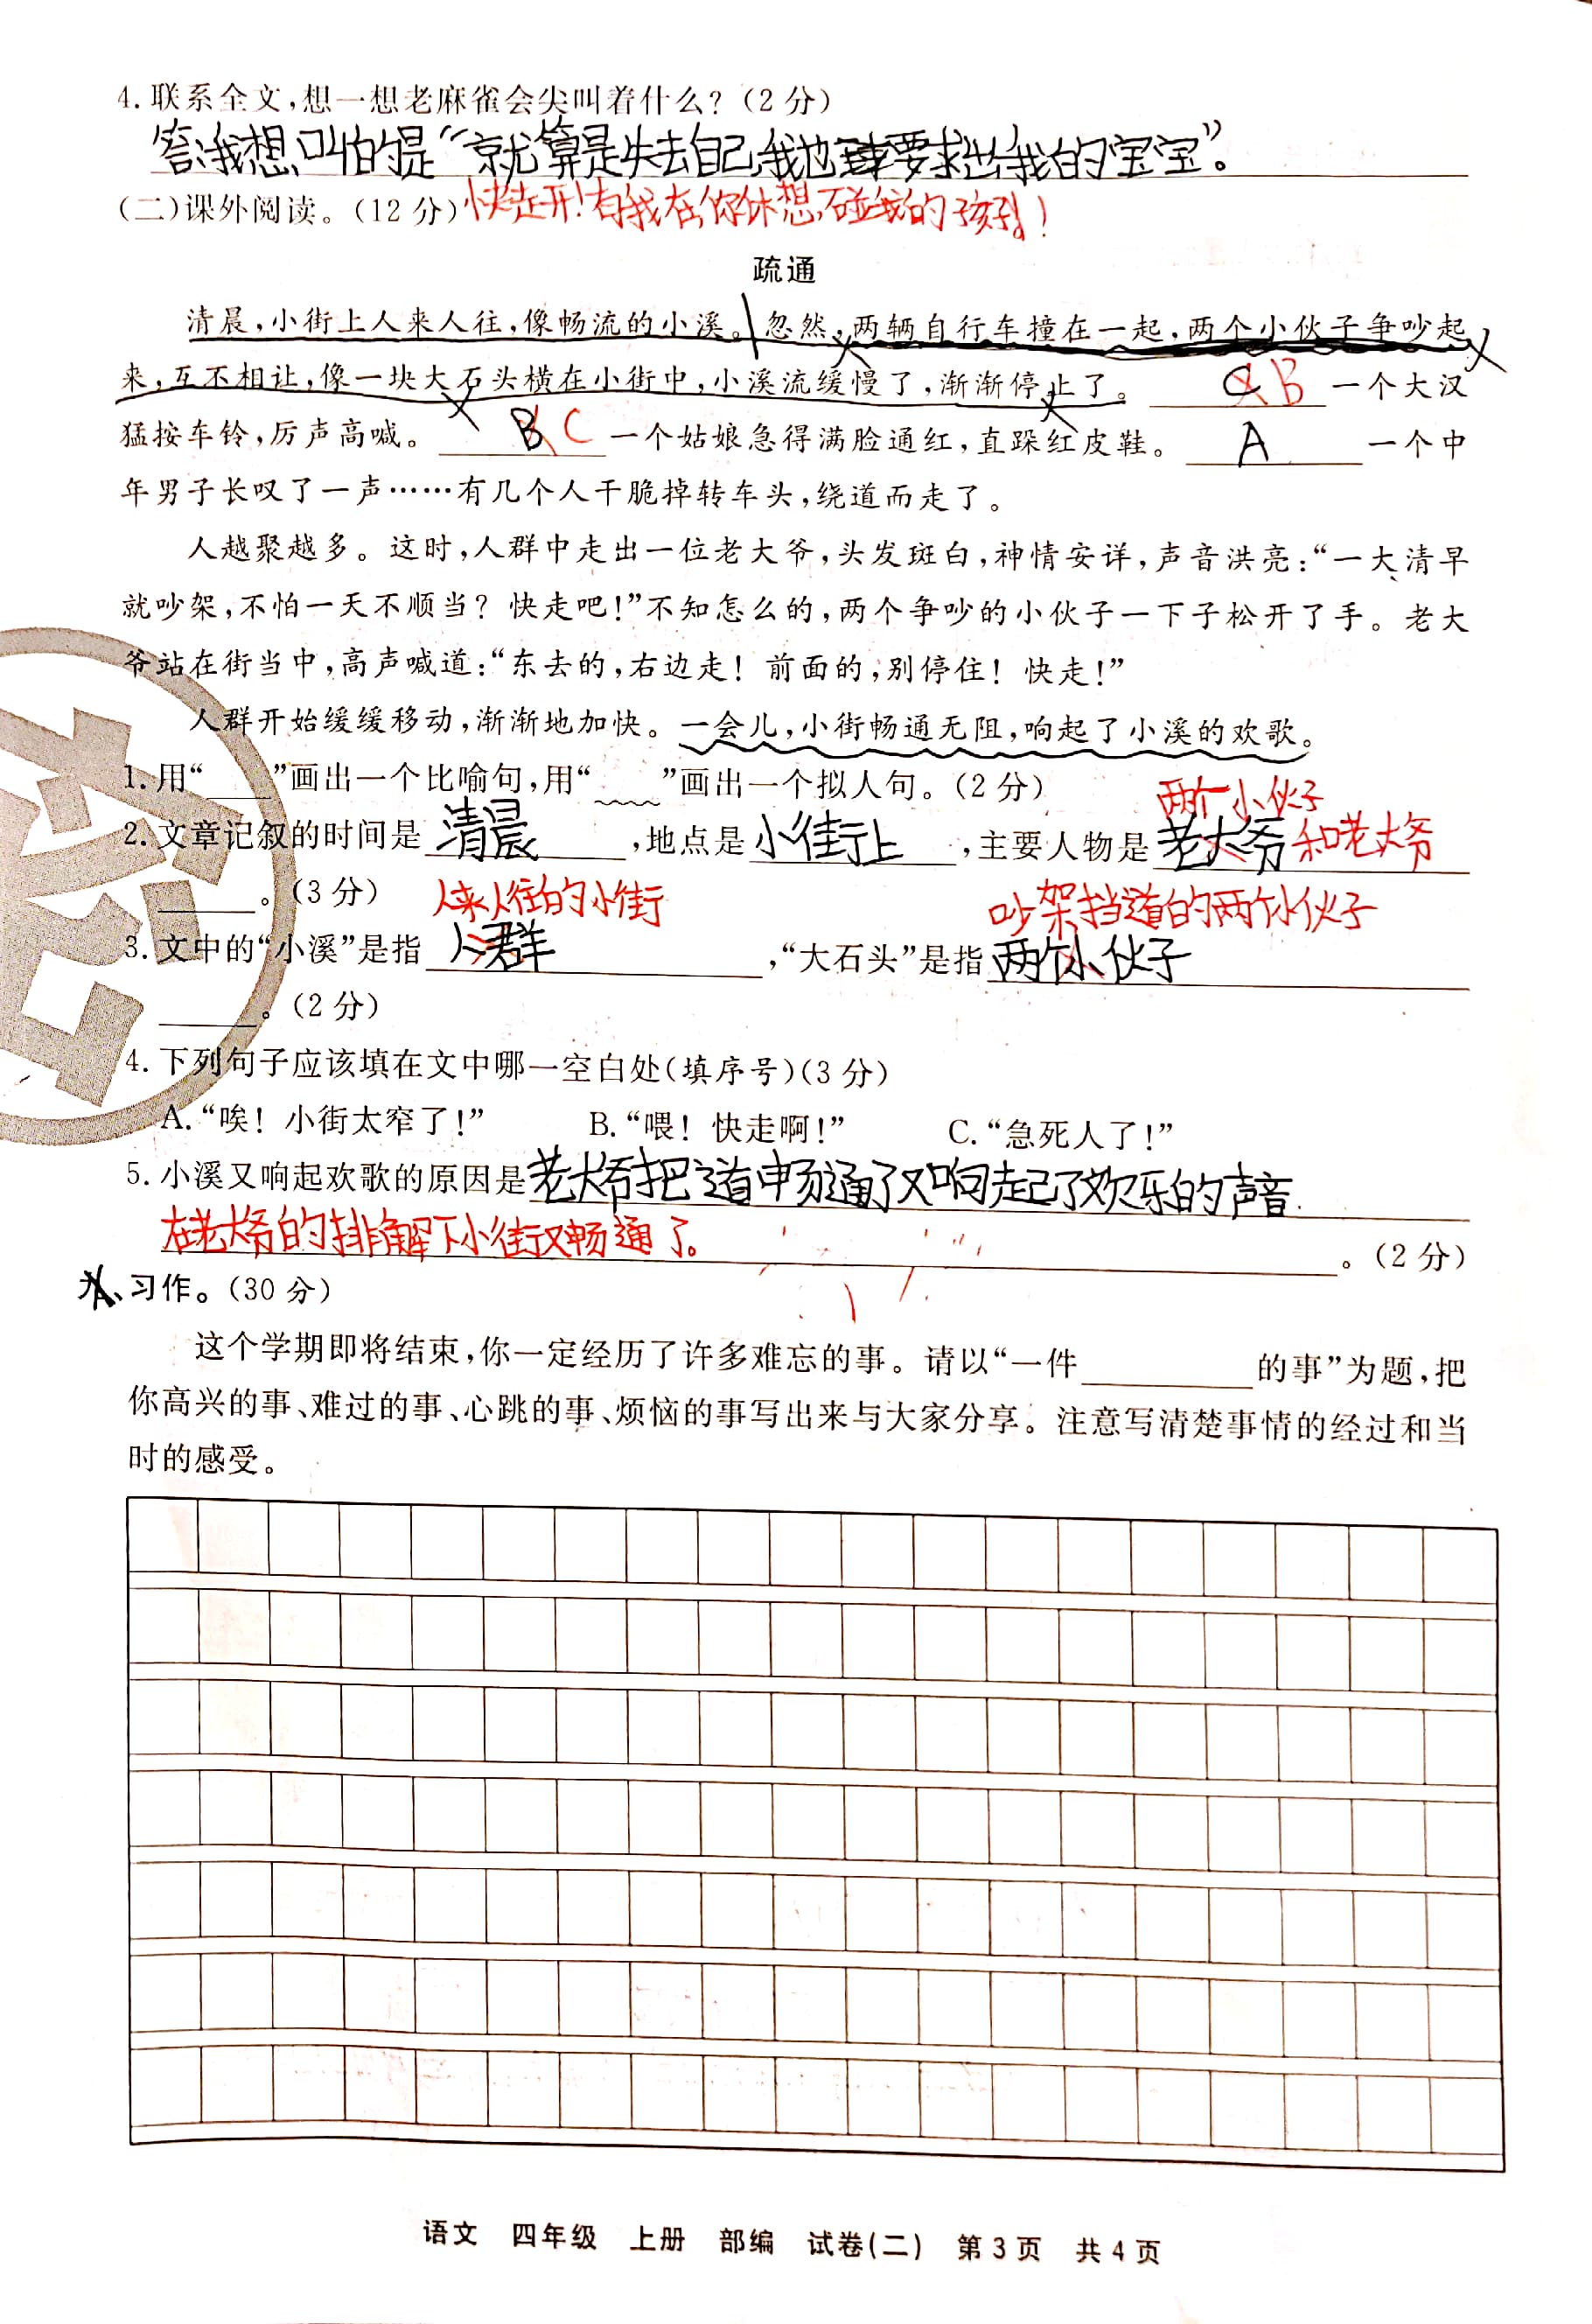 4.联系全文,想一想老麻雀会尖叫着什么?(2分)
答:我想叫的是“就算是失去自己,我也要求出我的宝宝”。
(二)课外阅读。(12分)快走开!有我在,你休想碰我的孩子!
疏通
清晨,小街上人来人往,像畅流的小溪。忽然,两辆自行车撞在一起,两个小伙子争吵起
来,互不相让,像一块大石头横在小街中,小溪流缓慢了,渐渐停止了。 C B 一个大汉
猛按车铃,厉声高喊。 B C 一个姑娘急得满脸通红,直跺红皮鞋。 A 一个中
年男子长叹了一声……有几个人干脆掉转车头,绕道而走了。
人越聚越多。这时,人群中走出一位老大爷,头发斑白,神情安详,声音洪亮:“一大清早
就吵架,不怕一天不顺当?快走吧!”不知怎么的,两个争吵的小伙子一下子松开了手。老大
爷站在街当中,高声喊道:“东去的,右边走!前面的,别停住!快走!”
人群开始缓缓移动,渐渐地加快。一会儿,小街畅通无阻,响起了小溪的欢歌。
1.用“____”画出一个比喻句,用“____”画出一个拟人句。(2分)
两个小伙子
2.文章记叙的时间是清晨,地点是小街上,主要人物是老大爷和老大爷
____。(3分) 人来人往的小街 吵架挡道的两个小伙子
3.文中的“小溪”是指人群,“大石头”是指两个小伙子
____。(2分)
4.下列句子应该填在文中哪一空白处(填序号)(3分)
A.“唉!小街太窄了!” B.“喂!快走啊!” C.“急死人了!”
5.小溪又响起欢歌的原因是老大爷把道疏通了又响起了欢乐的声音.
在老大爷的排解下小街又畅通了。 。(2分)
八、习作。(30分)
这个学期即将结束,你一定经历了许多难忘的事。请以“一件________的事”为题,把
你高兴的事、难过的事、心跳的事、烦恼的事写出来与大家分享。注意写清楚事情的经过和当
时的感受。
语文 四年级 上册 部编 试卷(二) 第3页 共4页